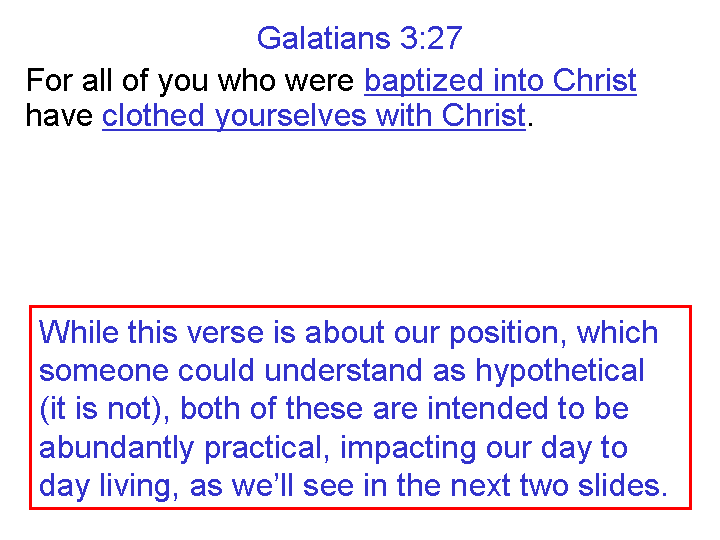 Galatians 3:27
For all of you who were baptized into Christ
have clothed yourselves with Christ.
While this verse is about our position, which
someone could understand as hypothetical
(it is not), both of these are intended to be
abundantly practical, impacting our day to
day living, as we’ll see in the next two slides.